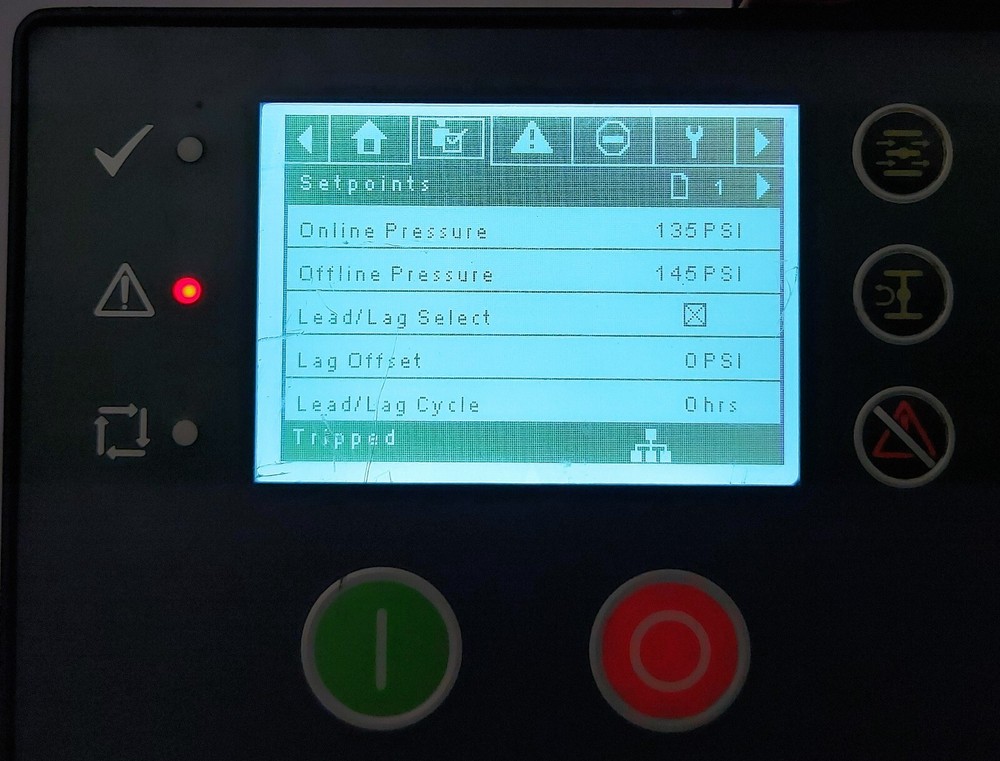 Setpoints 1
Online Pressure 135PSI
Offline Pressure 145PSI
Lead/Lag Select
Lag Offset 0PSI
Lead/Lag Cycle 0hrs
Tripped